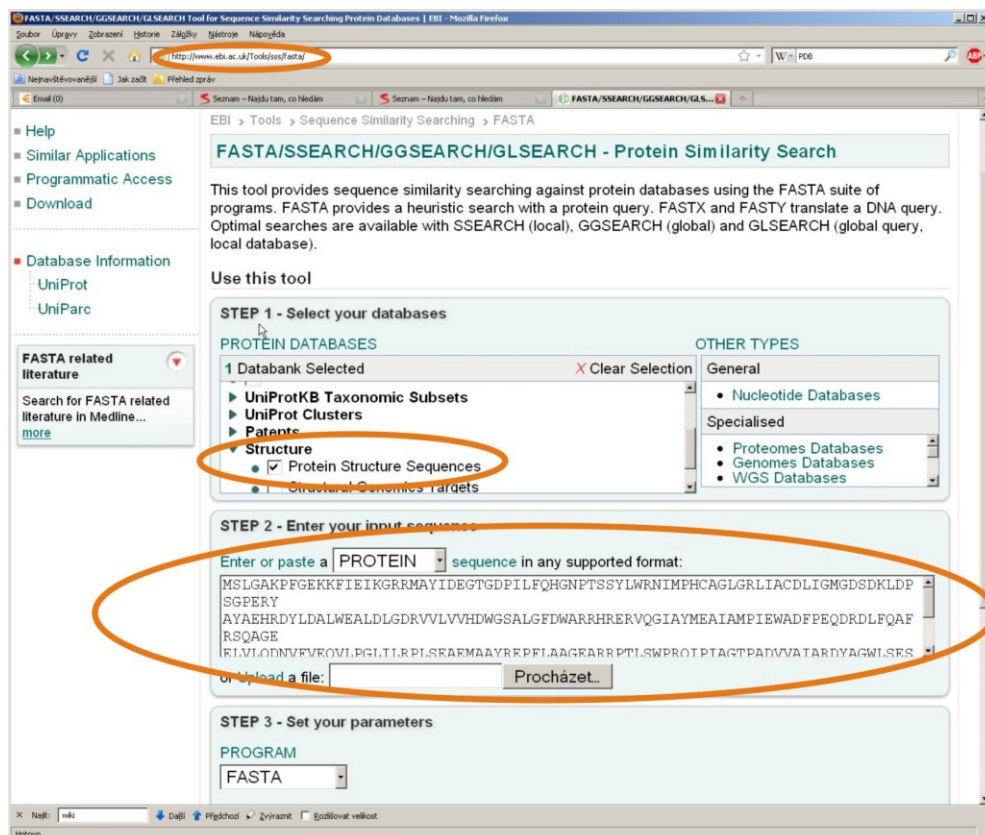 FASTA/SSEARCH/GGSEARCH/GLSEARCH Tool for Sequence Similarity Searching Protein Databases | EBI - Mozilla Firefox
Soubor Úpravy Zobrazení Historie Záložky Nástroje Nápověda
http://www.ebi.ac.uk/Tools/sss/fasta/
W PDB
ABP
Nejnavštěvovanější Jak začít Přehled zpráv
Email (0) Seznam – Najdu tam, co hledám Seznam – Najdu tam, co hledám FASTA/SSEARCH/GGSEARCH/GLS...
Help
Similar Applications
Programmatic Access
Download
Database Information
UniProt
UniParc
FASTA related
literature
Search for FASTA related
literature in Medline...
more
EBI > Tools > Sequence Similarity Searching > FASTA
FASTA/SSEARCH/GGSEARCH/GLSEARCH - Protein Similarity Search
This tool provides sequence similarity searching against protein databases using the FASTA suite of
programs. FASTA provides a heuristic search with a protein query. FASTX and FASTY translate a DNA query.
Optimal searches are available with SSEARCH (local), GGSEARCH (global) and GLSEARCH (global query,
local database).
Use this tool
STEP 1 - Select your databases
PROTEIN DATABASES
1 Databank Selected X Clear Selection
UniProtKB Taxonomic Subsets
UniProt Clusters
Patents
Structure
Protein Structure Sequences
Structural Genomics Targets
OTHER TYPES
General
Nucleotide Databases
Specialised
Proteomes Databases
Genomes Databases
WGS Databases
STEP 2 - Enter your input sequence
Enter or paste a PROTEIN sequence in any supported format:
MSLGAKPFGEKKFIEIKGRRMAYIDEGTGDPILFQHGNPTSSYLWRNIMPHCAGLGRLIACDLIGMGDSDKLDP
SGPERY
AYAEHRDYLDALWEALDLGDRVVLVVHDWGSALGFDWARRHRERVQGIAYMEAIAMPIEWADFPEQDRDLFQAF
RSQAGE
ELVLQDNVFVEQVLPGLILRPLSEAEMAAYREPFLAAGEARRPTLSWPRQIPIAGTPADVVAIARDYAGWLSES
or Upload a file: Procházet..
STEP 3 - Set your parameters
PROGRAM
FASTA
Najít: wiki Další Předchozí Zvýraznit Rozlišovat velikost
Hotovo